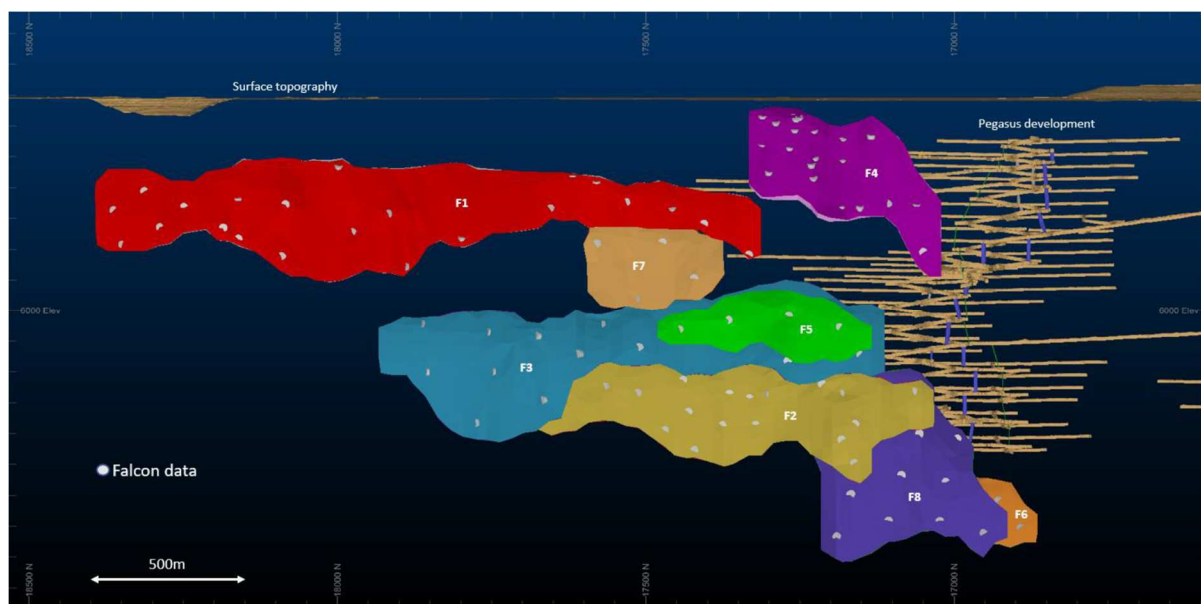 18500 N
18000 N
17500 N
17000 N
Surface topography
Pegasus development
F4
F1
F7
6000 Elev
6000 Elev
F5
F3
F2
Falcon data
F8
F6
500m
18500 N
18000 N
17500 N
17000 N